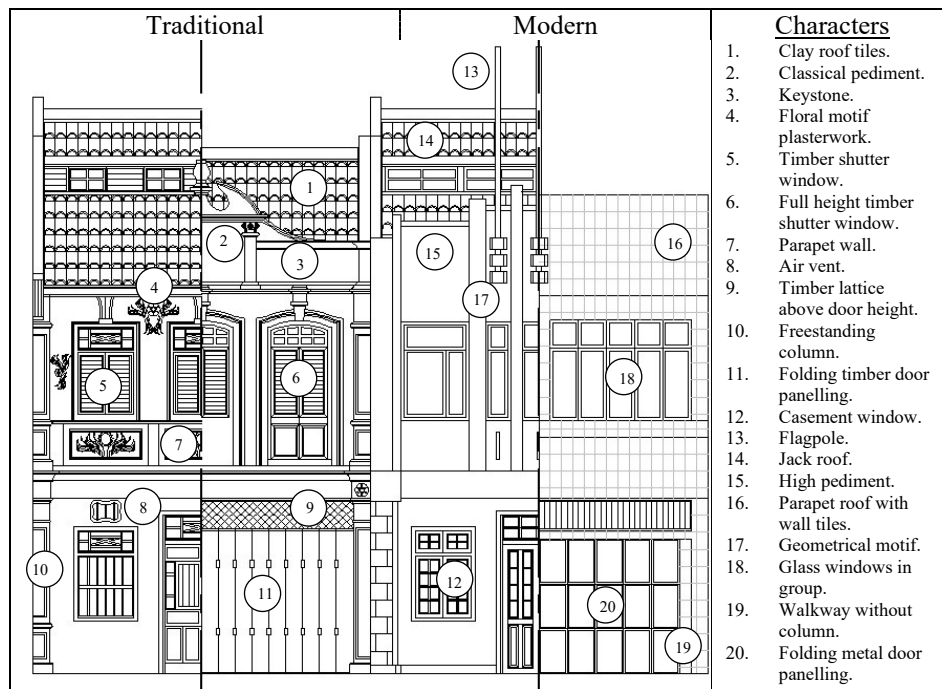 Traditional
Modern
Characters
1. Clay roof tiles.
2. Classical pediment.
3. Keystone.
4. Floral motif
plasterwork.
5. Timber shutter
window.
6. Full height timber
shutter window.
7. Parapet wall.
8. Air vent.
9. Timber lattice
above door height.
10. Freestanding
column.
11. Folding timber door
panelling.
12. Casement window.
13. Flagpole.
14. Jack roof.
15. High pediment.
16. Parapet roof with
wall tiles.
17. Geometrical motif.
18. Glass windows in
group.
19. Walkway without
column.
20. Folding metal door
panelling.
13
14
1
2
15
16
3
4
17
5
6
18
7
8
9
10
11
12
20
19